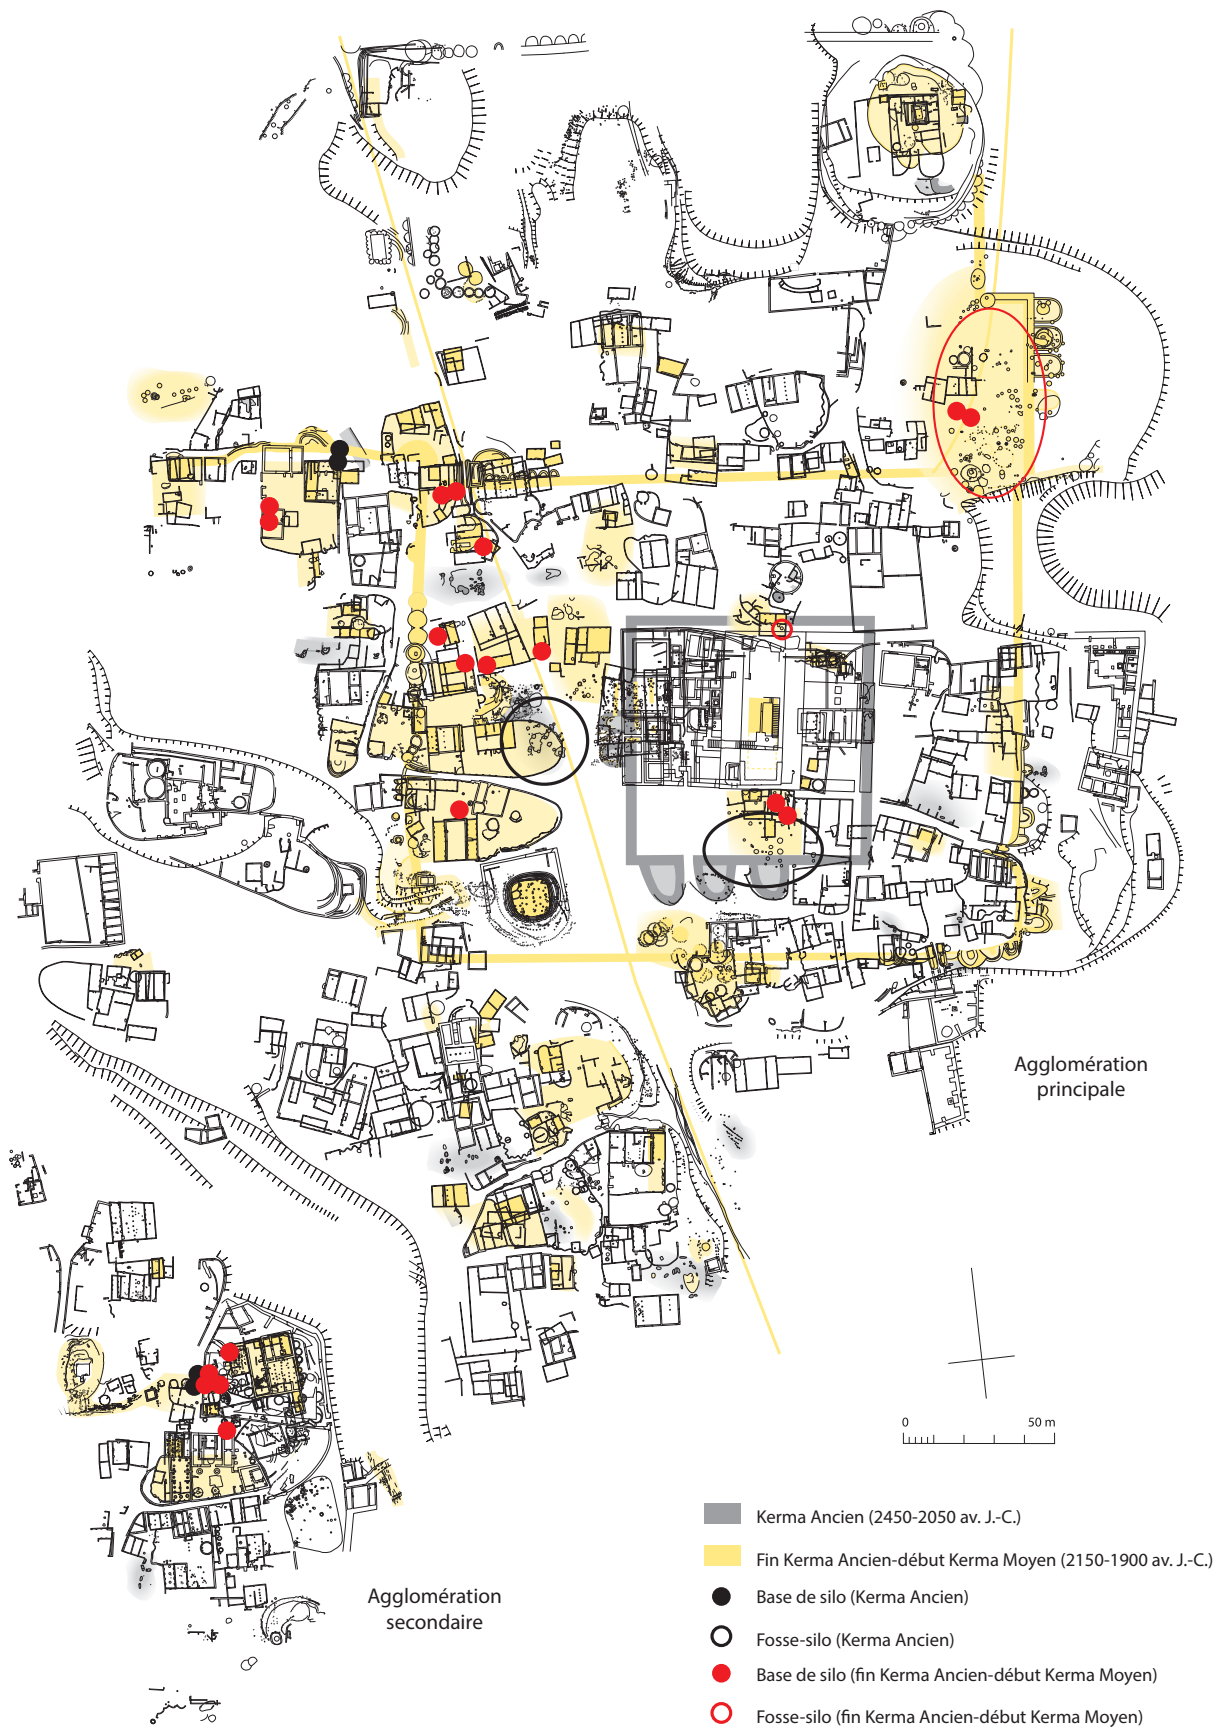 Agglomération
principale
0 50 m
Kerma Ancien (2450-2050 av. J.-C.)
Fin Kerma Ancien-début Kerma Moyen (2150-1900 av. J.-C.)
Agglomération
secondaire
Base de silo (Kerma Ancien)
Fosse-silo (Kerma Ancien)
Base de silo (fin Kerma Ancien-début Kerma Moyen)
Fosse-silo (fin Kerma Ancien-début Kerma Moyen)